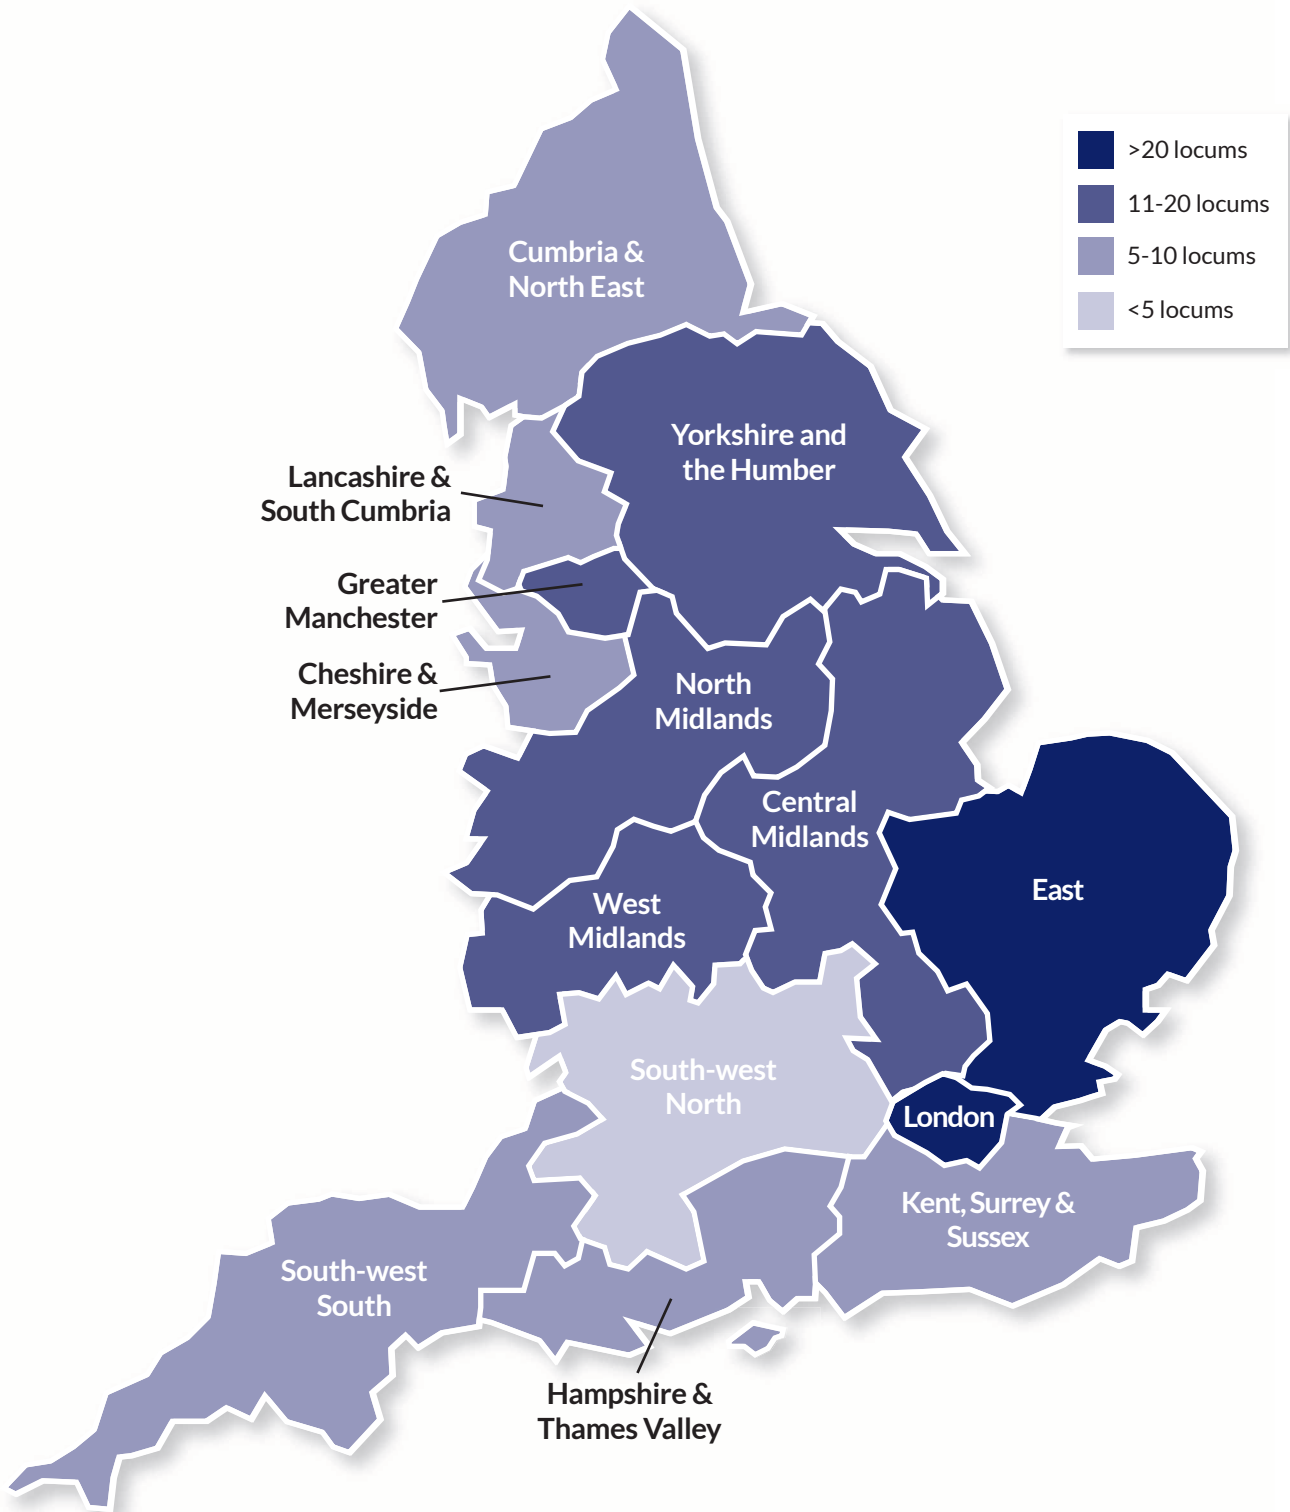 >20 locums
11-20 locums
5-10 locums
<5 locums
Cumbria &
North East
Yorkshire and
the Humber
Lancashire &
South Cumbria
Greater
Manchester
Cheshire &
Merseyside
North
Midlands
Central
Midlands
East
West
Midlands
South-west
North
London
Kent, Surrey &
Sussex
South-west
South
Hampshire &
Thames Valley